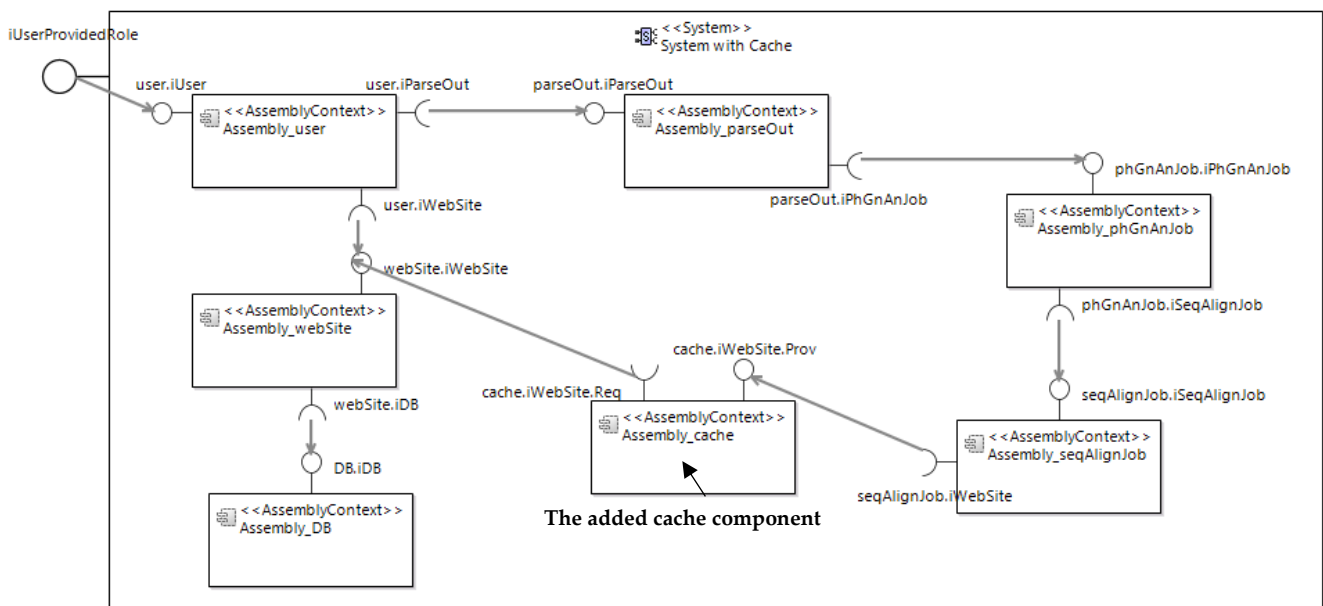 <<System>>
System with Cache
iUserProvidedRole
user.iUser
user.iParseOut
parseOut.iParseOut
<<AssemblyContext>>
Assembly_user
<<AssemblyContext>>
Assembly_parseOut
parseOut.iPhGnAnJob
phGnAnJob.iPhGnAnJob
user.iWebSite
<<AssemblyContext>>
Assembly_phGnAnJob
webSite.iWebSite
<<AssemblyContext>>
Assembly_webSite
phGnAnJob.iSeqAlignJob
cache.iWebSite.Prov
cache.iWebSite.Req
seqAlignJob.iSeqAlignJob
webSite.iDB
<<AssemblyContext>>
Assembly_cache
<<AssemblyContext>>
Assembly_seqAlignJob
DB.iDB
seqAlignJob.iWebSite
<<AssemblyContext>>
Assembly_DB
The added cache component